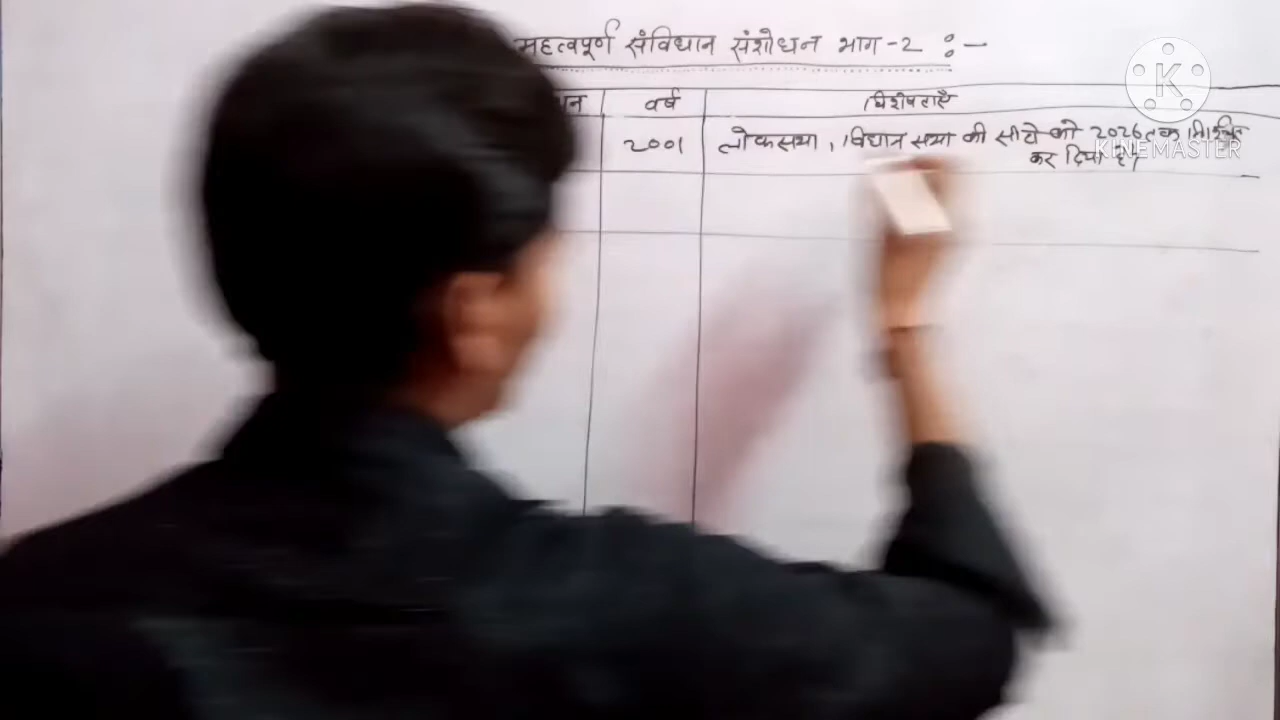 महत्वपूर्ण संविधान संशोधन भाग -2 :-
वर्ष विशेषताएँ
2001 लोकसभा, विधान सभा की सीटो को 2026 तक निश्चित
कर दिया है।
K
KINEMASTER